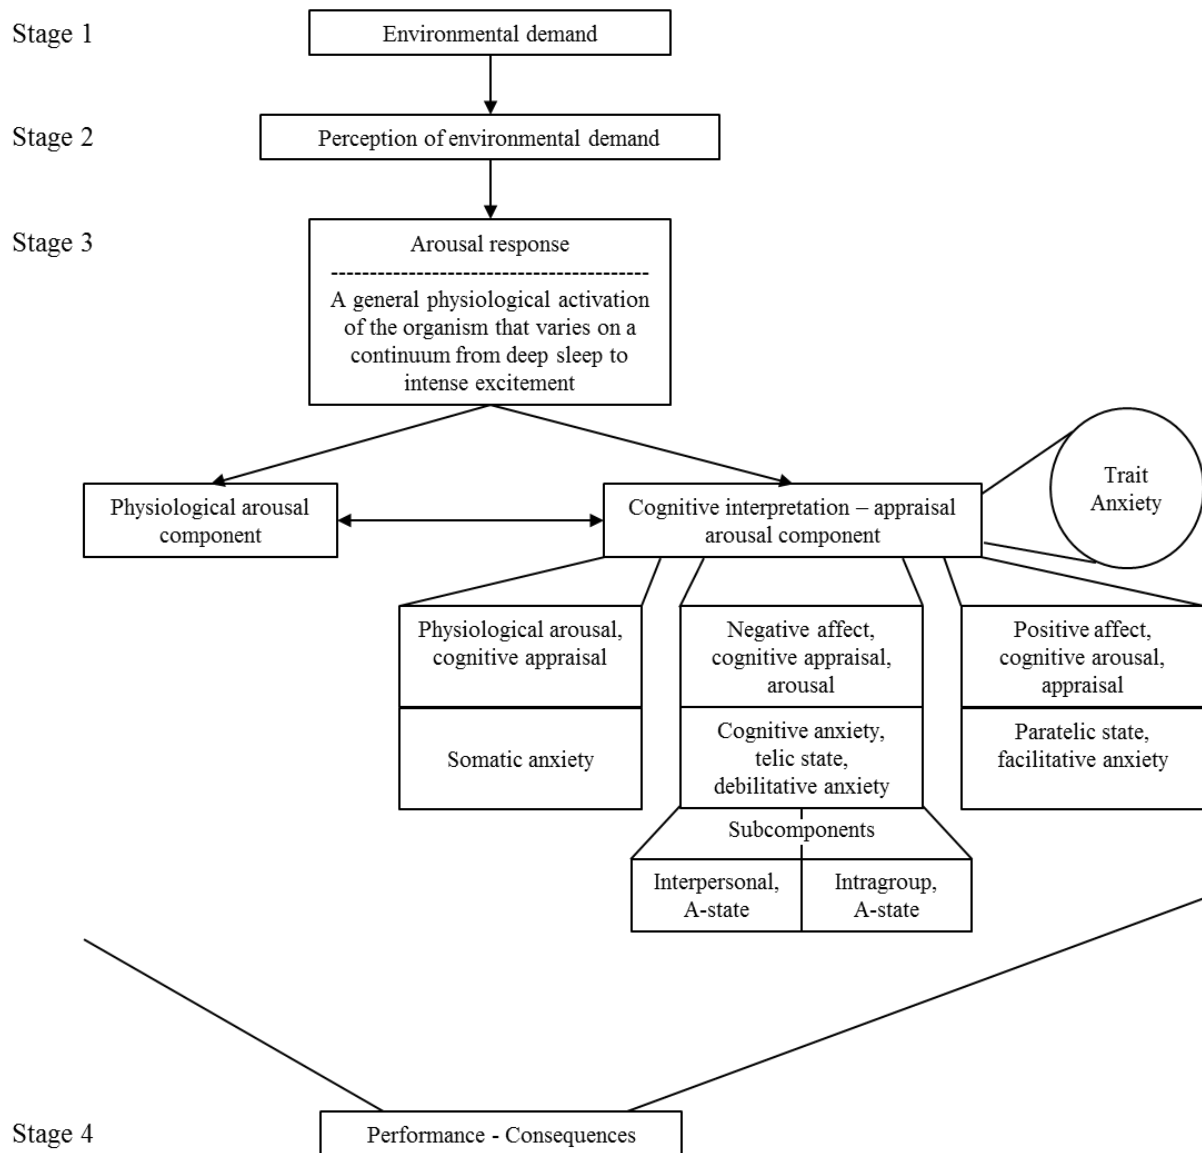 Stage 1
Environmental demand
Stage 2
Perception of environmental demand
Stage 3
Arousal response
-----------------------------------------
A general physiological activation
of the organism that varies on a
continuum from deep sleep to
intense excitement
Physiological arousal
component
Cognitive interpretation – appraisal
arousal component
Trait
Anxiety
Physiological arousal,
cognitive appraisal
Negative affect,
cognitive appraisal,
arousal
Positive affect,
cognitive arousal,
appraisal
Somatic anxiety
Cognitive anxiety,
telic state,
debilitative anxiety
Paratelic state,
facilitative anxiety
Subcomponents
Interpersonal,
A-state
Intragroup,
A-state
Stage 4
Performance - Consequences